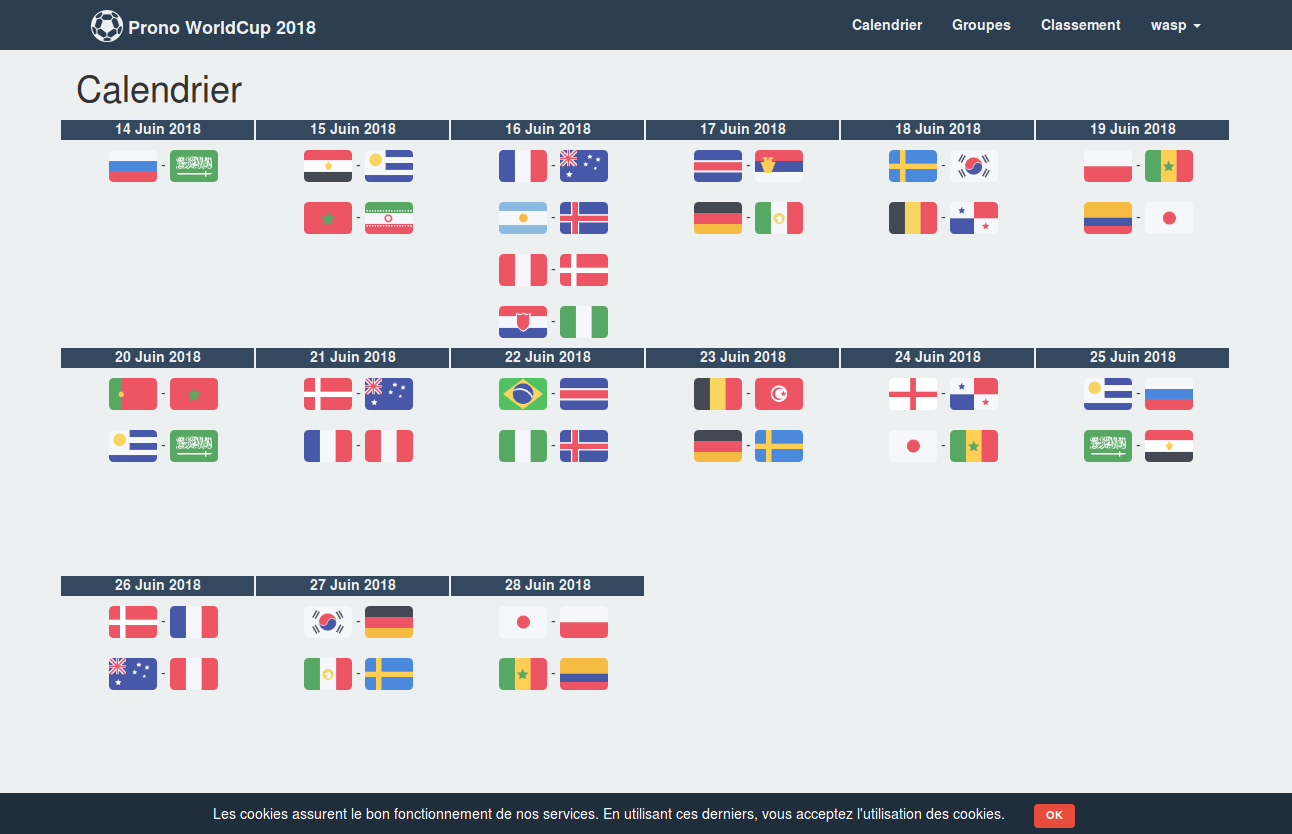 Prono WorldCup 2018 Calendrier Groupes Classement wasp
Calendrier
14 Juin 2018 15 Juin 2018 16 Juin 2018 17 Juin 2018 18 Juin 2018 19 Juin 2018
- - - - - -
- - - - -
-
-
20 Juin 2018 21 Juin 2018 22 Juin 2018 23 Juin 2018 24 Juin 2018 25 Juin 2018
- - - - - -
- - - - - -
26 Juin 2018 27 Juin 2018 28 Juin 2018
- - -
- - -
Les cookies assurent le bon fonctionnement de nos services. En utilisant ces derniers, vous acceptez l'utilisation des cookies. OK